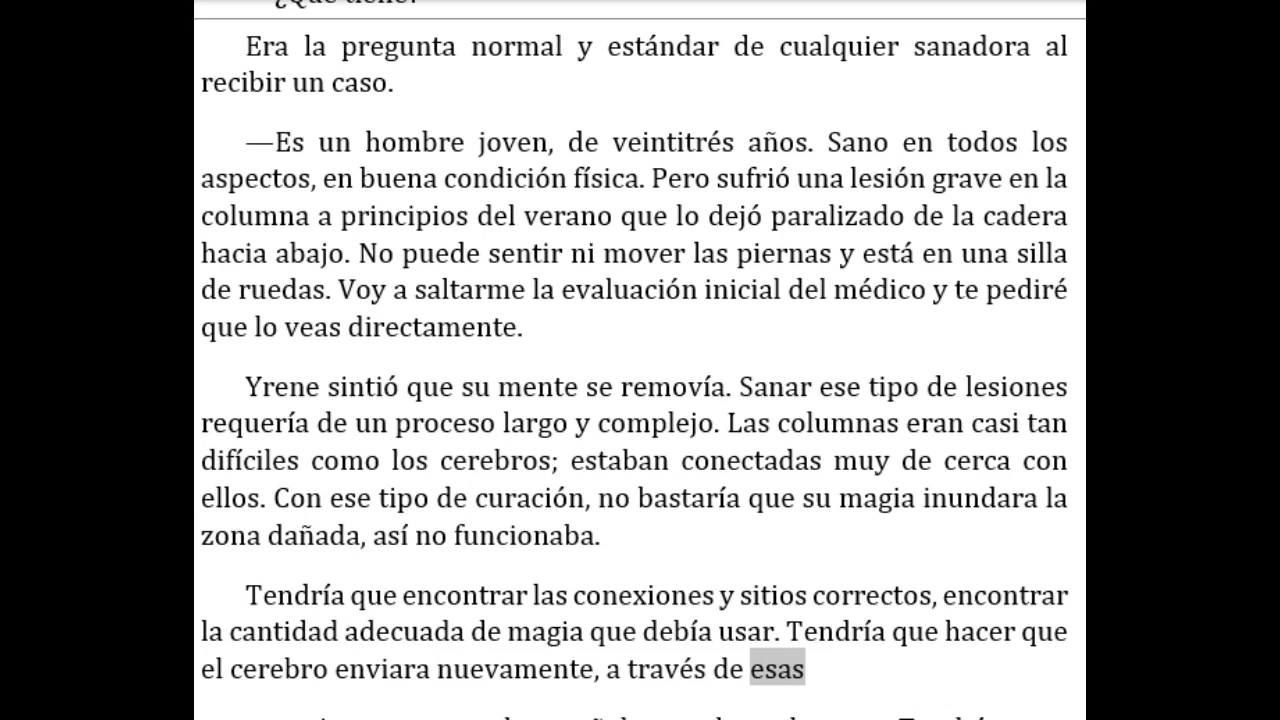 Era la pregunta normal y estándar de cualquier sanadora al
recibir un caso.
—Es un hombre joven, de veintitrés años. Sano en todos los
aspectos, en buena condición física. Pero sufrió una lesión grave en la
columna a principios del verano que lo dejó paralizado de la cadera
hacia abajo. No puede sentir ni mover las piernas y está en una silla
de ruedas. Voy a saltarme la evaluación inicial del médico y te pediré
que lo veas directamente.
Yrene sintió que su mente se removía. Sanar ese tipo de lesiones
requería de un proceso largo y complejo. Las columnas eran casi tan
difíciles como los cerebros; estaban conectadas muy de cerca con
ellos. Con ese tipo de curación, no bastaría que su magia inundara la
zona dañada, así no funcionaba.
Tendría que encontrar las conexiones y sitios correctos, encontrar
la cantidad adecuada de magia que debía usar. Tendría que hacer que
el cerebro enviara nuevamente, a través de esas